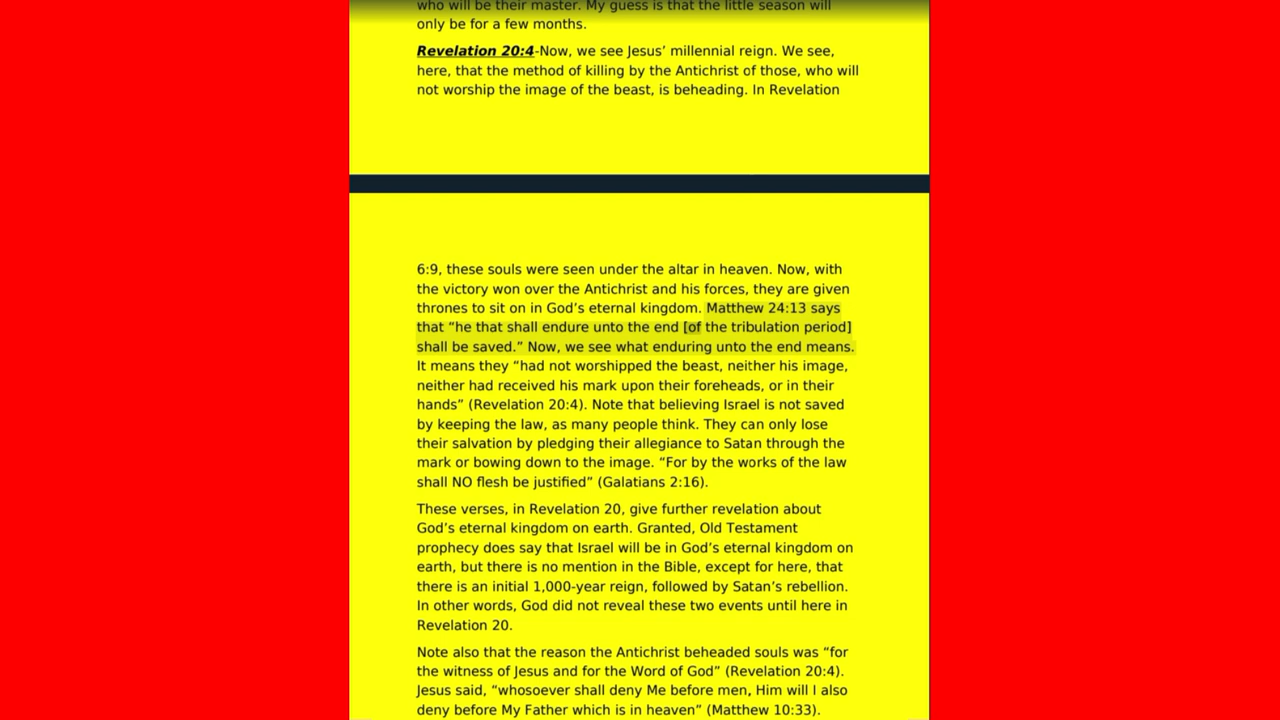 who will be their master. My guess is that the little season will
only be for a few months.
Revelation 20:4-Now, we see Jesus’ millennial reign. We see,
here, that the method of killing by the Antichrist of those, who will
not worship the image of the beast, is beheading. In Revelation
6:9, these souls were seen under the altar in heaven. Now, with
the victory won over the Antichrist and his forces, they are given
thrones to sit on in God’s eternal kingdom. Matthew 24:13 says
that “he that shall endure unto the end [of the tribulation period]
shall be saved.” Now, we see what enduring unto the end means.
It means they “had not worshipped the beast, neither his image,
neither had received his mark upon their foreheads, or in their
hands” (Revelation 20:4). Note that believing Israel is not saved
by keeping the law, as many people think. They can only lose
their salvation by pledging their allegiance to Satan through the
mark or bowing down to the image. “For by the works of the law
shall NO flesh be justified” (Galatians 2:16).
These verses, in Revelation 20, give further revelation about
God’s eternal kingdom on earth. Granted, Old Testament
prophecy does say that Israel will be in God’s eternal kingdom on
earth, but there is no mention in the Bible, except for here, that
there is an initial 1,000-year reign, followed by Satan’s rebellion.
In other words, God did not reveal these two events until here in
Revelation 20.
Note also that the reason the Antichrist beheaded souls was “for
the witness of Jesus and for the Word of God” (Revelation 20:4).
Jesus said, “whosoever shall deny Me before men, Him will I also
deny before My Father which is in heaven” (Matthew 10:33).